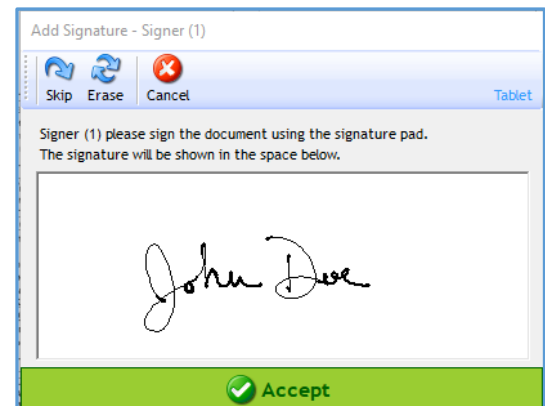 Add Signature - Signer (1)
Skip Erase Cancel Tablet
Signer (1) please sign the document using the signature pad.
The signature will be shown in the space below.
John Doe
Accept